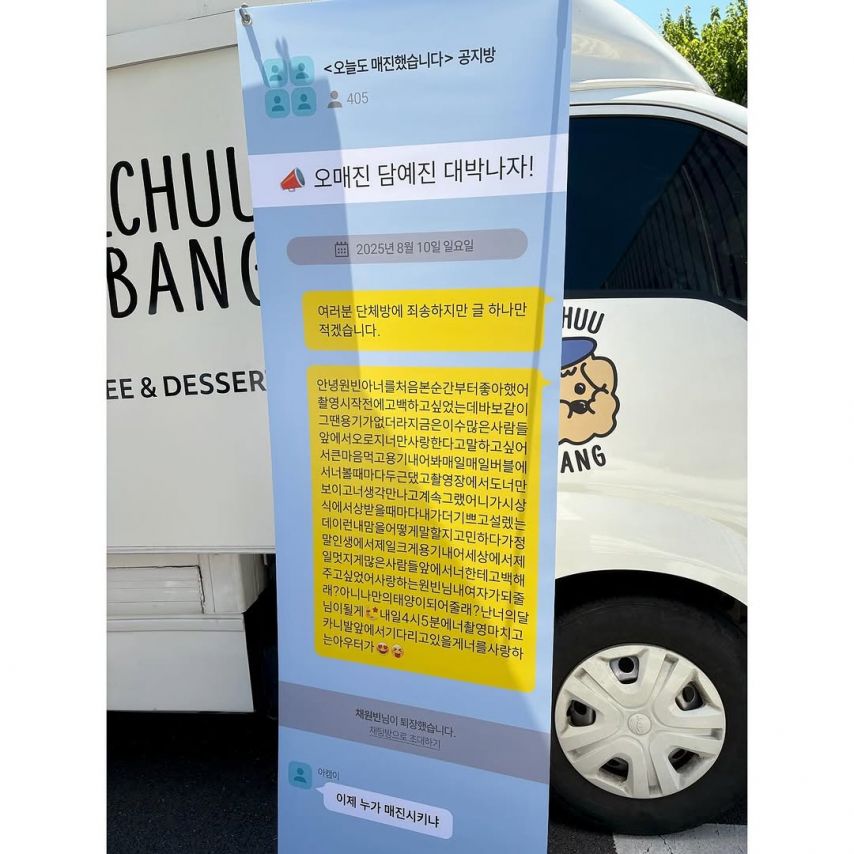 <오늘도 매진했습니다> 공지방
405
오매진 담예진 대박나자!
2025년 8월 10일 일요일
여러분 단체방에 죄송하지만 글 하나만
적겠습니다.
안녕원빈아너를처음본순간부터좋아했어
촬영시작전에고백하고싶었는데바보같이
그땐용기가없더라지금은이수많은사람들
앞에서오로지너만사랑한다고말하고싶어
서큰마음먹고용기내어봐매일매일버블에
서너볼때마다두근댔고촬영장에서도너만
보이고너생각만나고계속그랬어니가시상
식에서상받을때마다내가더기쁘고설렜는
데이런내맘을어떻게말할지고민하다가정
말인생에서제일크게용기내어세상에서제
일멋지게많은사람들앞에서너한테고백해
주고싶었어사랑하는원빈님내여자가되줄
래?아니나만의태양이되어줄래?난너의달
님이될게🤩내일4시5분에너촬영마치고
카니발앞에서기다리고있을게너를사랑하
는아우터가😍🥰
채원빈님이 퇴장했습니다.
채팅방으로 초대하기
아캠이
이제 누가 매진시키냐
CHUU
BANG
EE & DESSER
HUU
ANG